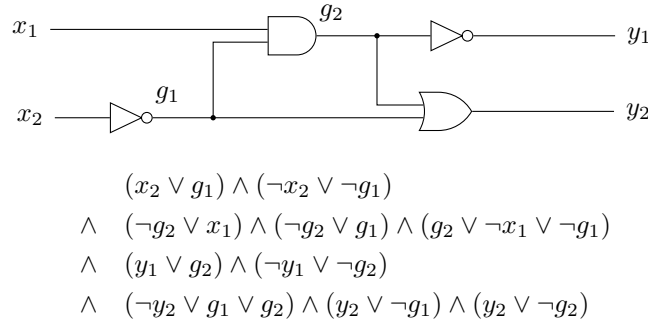 g₂
x₁ y₁
g₁
x₂ y₂
(x₂ ∨ g₁) ∧ (¬x₂ ∨ ¬g₁)
∧ (¬g₂ ∨ x₁) ∧ (¬g₂ ∨ g₁) ∧ (g₂ ∨ ¬x₁ ∨ ¬g₁)
∧ (y₁ ∨ g₂) ∧ (¬y₁ ∨ ¬g₂)
∧ (¬y₂ ∨ g₁ ∨ g₂) ∧ (y₂ ∨ ¬g₁) ∧ (y₂ ∨ ¬g₂)